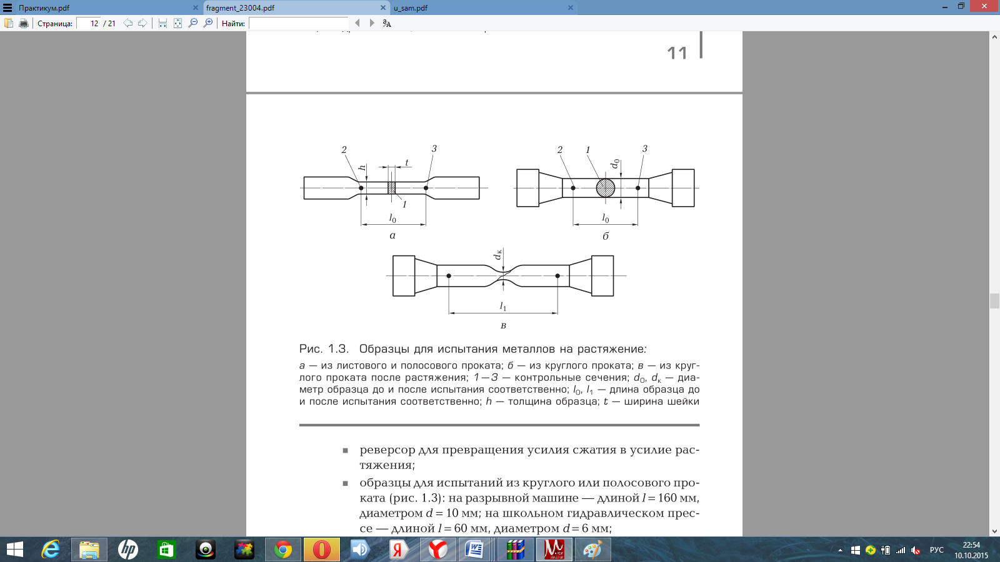 Практикум.pdf
fragment_23004.pdf
u_sam.pdf
Страница: 12 / 21
Найти:
11
2
3
h
t
1
l0
а
2
1
3
d0
l0
б
dк
l1
в
Рис. 1.3. Образцы для испытания металлов на растяжение:
а — из листового и полосового проката; б — из круглого проката; в — из круг-
лого проката после растяжения; 1—3 — контрольные сечения; d0, dк — диа-
метр образца до и после испытания соответственно; l0, l1 — длина образца до
и после испытания соответственно; h — толщина образца; t — ширина шейки
реверсор для превращения усилия сжатия в усилие рас-
тяжения;
образцы для испытаний из круглого или полосового про-
ката (рис. 1.3): на разрывной машине — длиной l = 160 мм,
диаметром d = 10 мм; на школьном гидравлическом прес-
се — длиной l = 60 мм, диаметром d = 6 мм;
РУС
22:54
10.10.2015